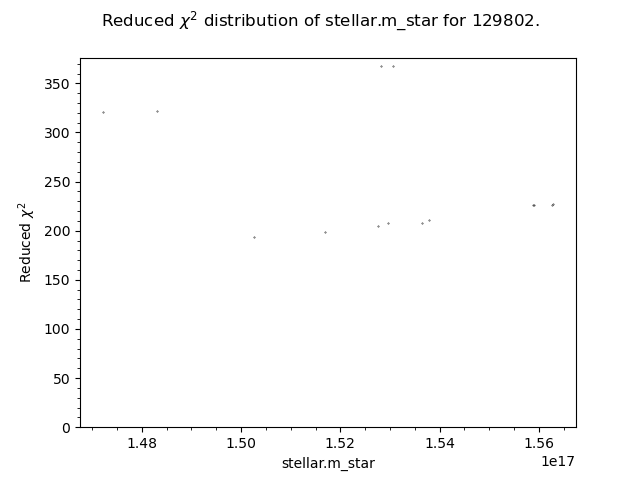 Reduced χ² distribution of stellar.m_star for 129802.
350
300
250
200
150
100
50
0
Reduced χ²
1.48 1.50 1.52 1.54 1.56
1e17
stellar.m_star